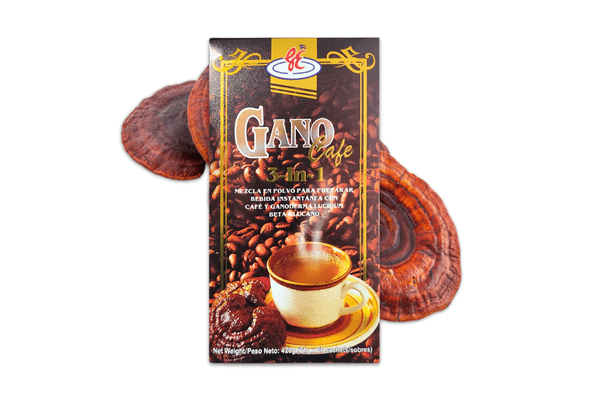 GANO
Cafe
3-in-1
MEZCLA EN POLVO PARA PREPARAR
BEBIDA INSTANTÁNEA CON
CAFÉ Y GANODERMA LUCIDUM
BETA GLUCANO
Net Weight/Peso Neto: